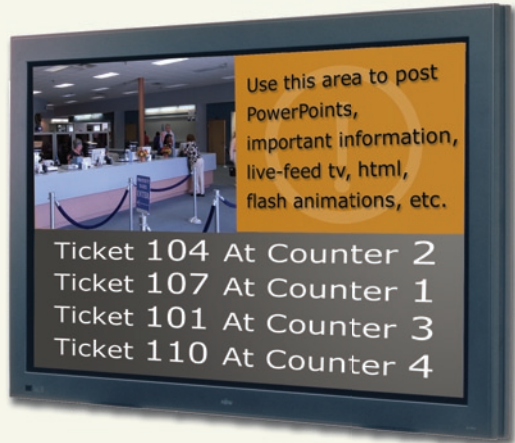 Use this area to post
PowerPoints,
important information,
live-feed tv, html,
flash animations, etc.
Ticket 104 At Counter 2
Ticket 107 At Counter 1
Ticket 101 At Counter 3
Ticket 110 At Counter 4